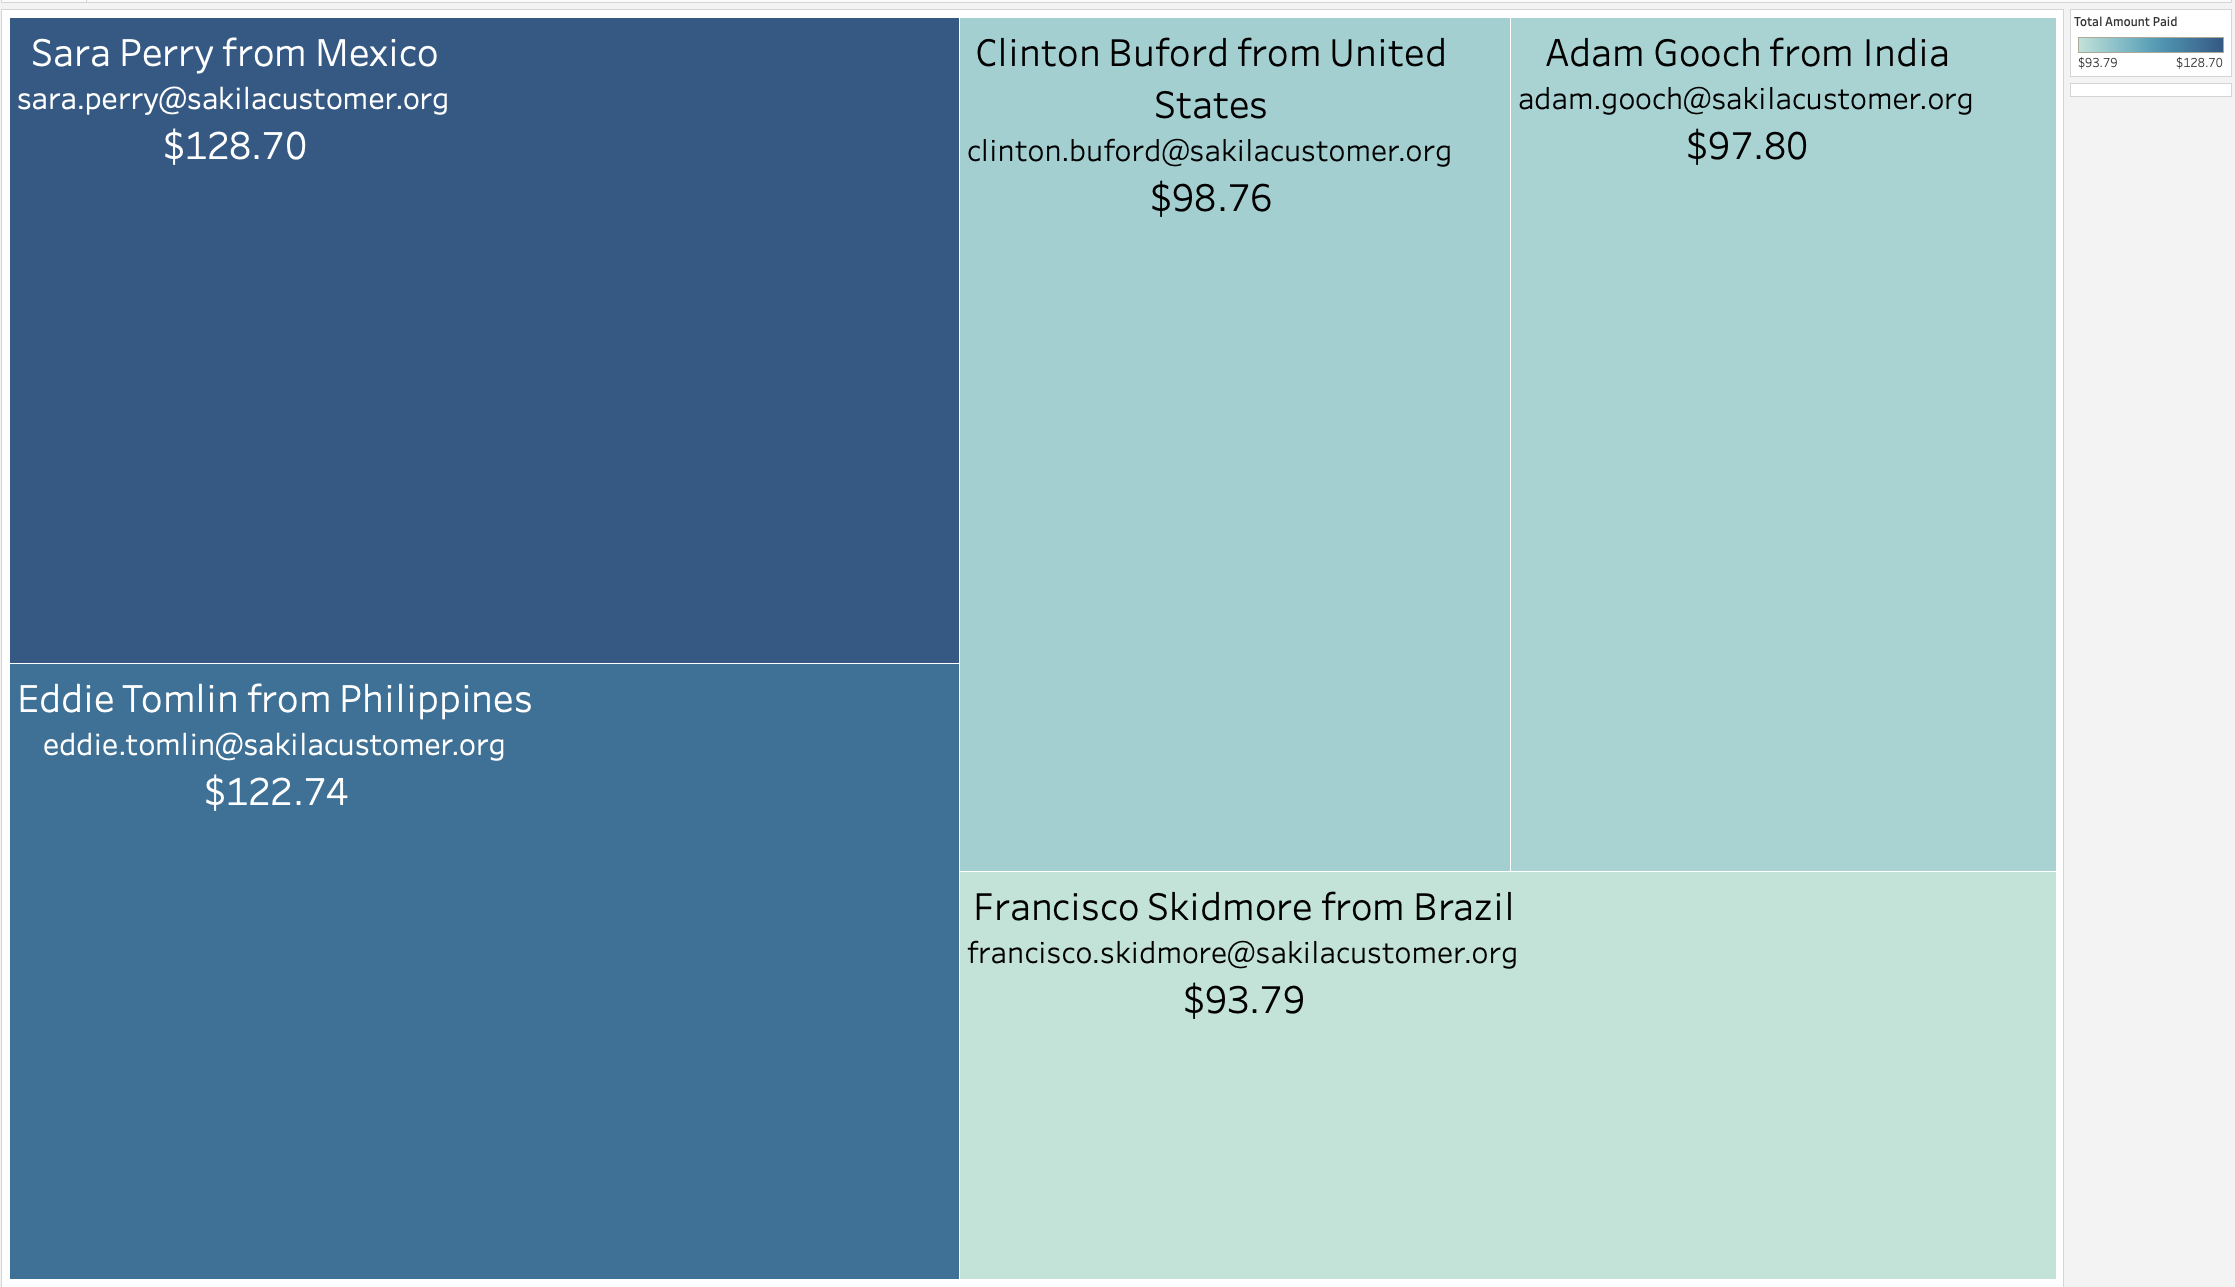 Sara Perry from Mexico
sara.perry@sakilacustomer.org
$128.70
Clinton Buford from United
States
clinton.buford@sakilacustomer.org
$98.76
Adam Gooch from India
adam.gooch@sakilacustomer.org
$97.80
Eddie Tomlin from Philippines
eddie.tomlin@sakilacustomer.org
$122.74
Francisco Skidmore from Brazil
francisco.skidmore@sakilacustomer.org
$93.79
Total Amount Paid
$93.79 $128.70